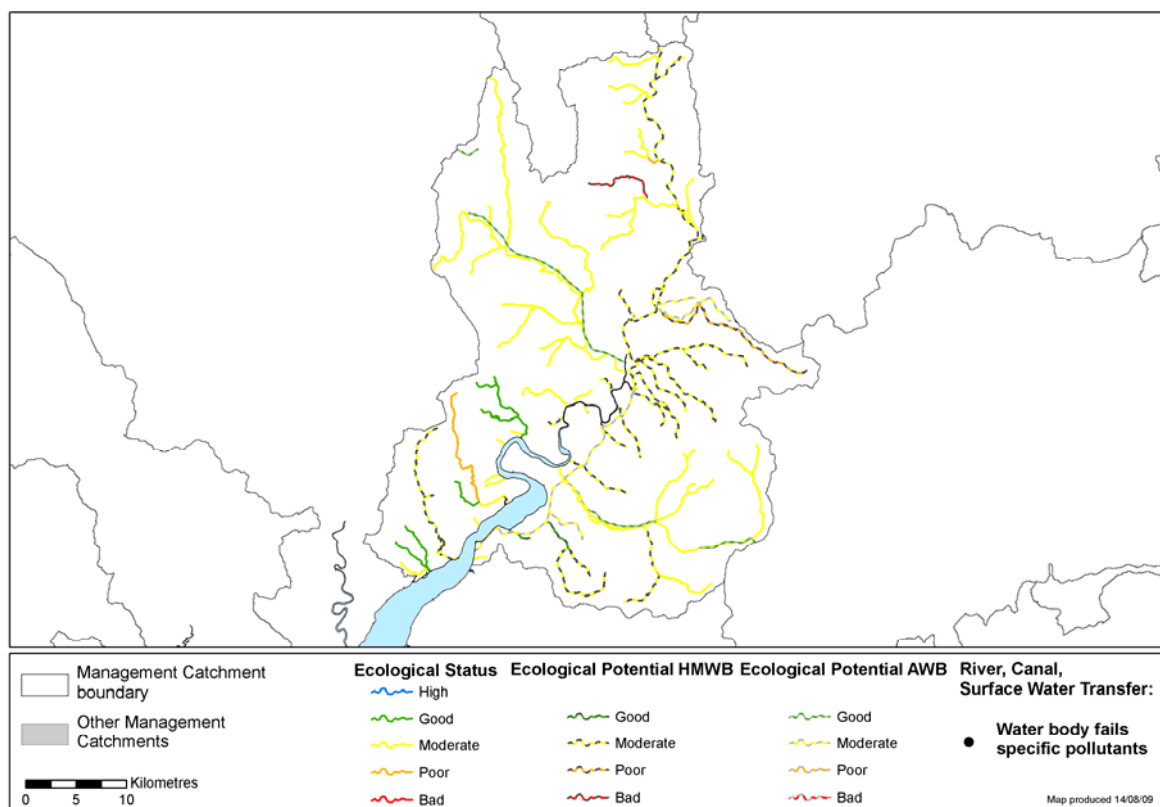 Management Catchment
boundary
Other Management
Catchments
Kilometres
0 5 10
Ecological Status
High
Good
Moderate
Poor
Bad
Ecological Potential HMWB
Good
Moderate
Poor
Bad
Ecological Potential AWB
Good
Moderate
Poor
Bad
River, Canal,
Surface Water Transfer:
Water body fails
specific pollutants
Map produced 14/08/09